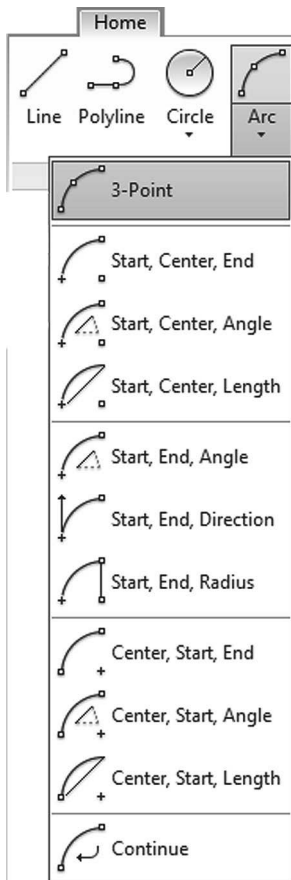 Home
Line Polyline Circle Arc
3-Point
Start, Center, End
Start, Center, Angle
Start, Center, Length
Start, End, Angle
Start, End, Direction
Start, End, Radius
Center, Start, End
Center, Start, Angle
Center, Start, Length
Continue